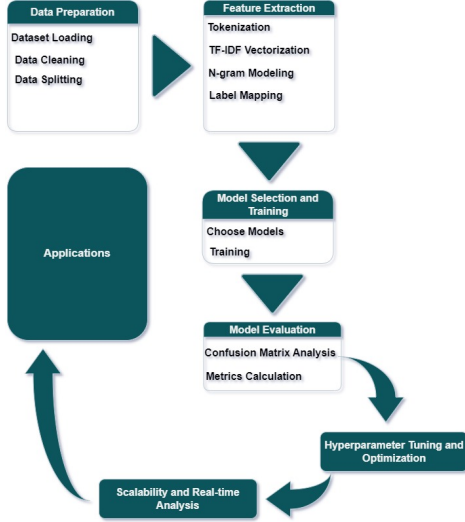 Data Preparation
Dataset Loading
Data Cleaning
Data Splitting
Feature Extraction
Tokenization
TF-IDF Vectorization
N-gram Modeling
Label Mapping
Model Selection and
Training
Choose Models
Training
Model Evaluation
Confusion Matrix Analysis
Metrics Calculation
Hyperparameter Tuning and
Optimization
Scalability and Real-time
Analysis
Applications